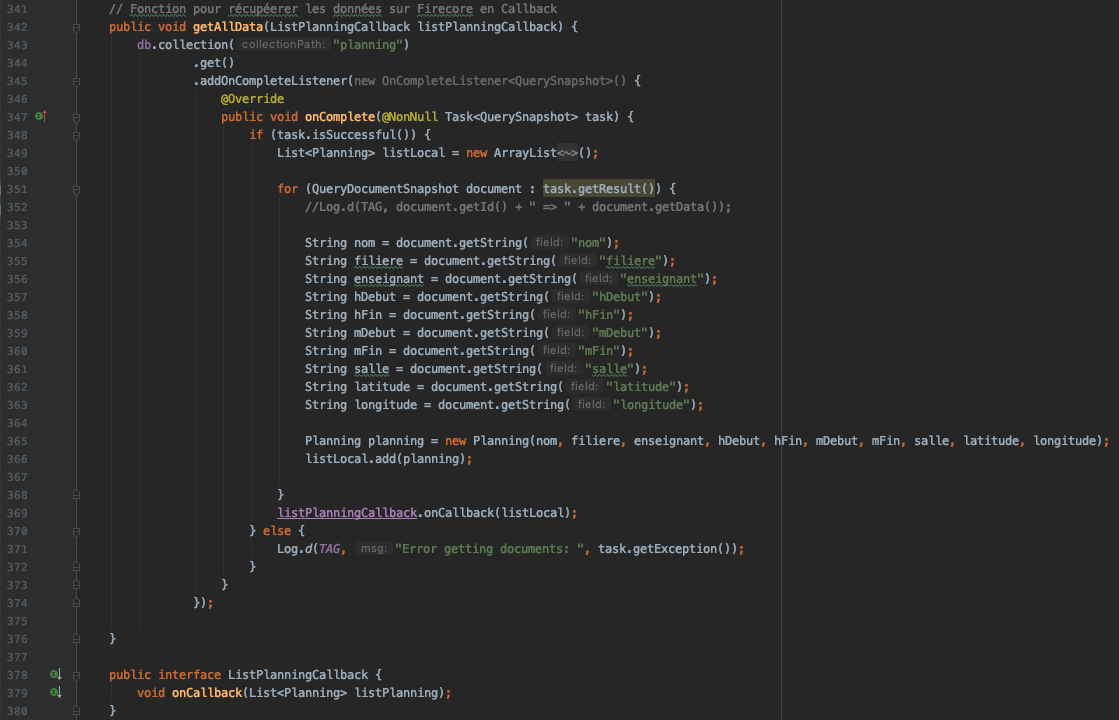 341 // Fonction pour récupéerer les données sur Firecore en Callback
342 public void getAllData(ListPlanningCallback listPlanningCallback) {
343 db.collection( collectionPath: "planning")
344 .get()
345 .addOnCompleteListener(new OnCompleteListener<QuerySnapshot>() {
346 @Override
347 public void onComplete(@NonNull Task<QuerySnapshot> task) {
348 if (task.isSuccessful()) {
349 List<Planning> listLocal = new ArrayList<~>();
350
351 for (QueryDocumentSnapshot document : task.getResult()) {
352 //Log.d(TAG, document.getId() + " => " + document.getData());
353
354 String nom = document.getString( field: "nom");
355 String filiere = document.getString( field: "filiere");
356 String enseignant = document.getString( field: "enseignant");
357 String hDebut = document.getString( field: "hDebut");
358 String hFin = document.getString( field: "hFin");
359 String mDebut = document.getString( field: "mDebut");
360 String mFin = document.getString( field: "mFin");
361 String salle = document.getString( field: "salle");
362 String latitude = document.getString( field: "latitude");
363 String longitude = document.getString( field: "longitude");
364
365 Planning planning = new Planning(nom, filiere, enseignant, hDebut, hFin, mDebut, mFin, salle, latitude, longitude);
366 listLocal.add(planning);
367
368 }
369 listPlanningCallback.onCallback(listLocal);
370 } else {
371 Log.d(TAG, msg: "Error getting documents: ", task.getException());
372 }
373 }
374 });
375
376 }
377
378 public interface ListPlanningCallback {
379 void onCallback(List<Planning> listPlanning);
380 }